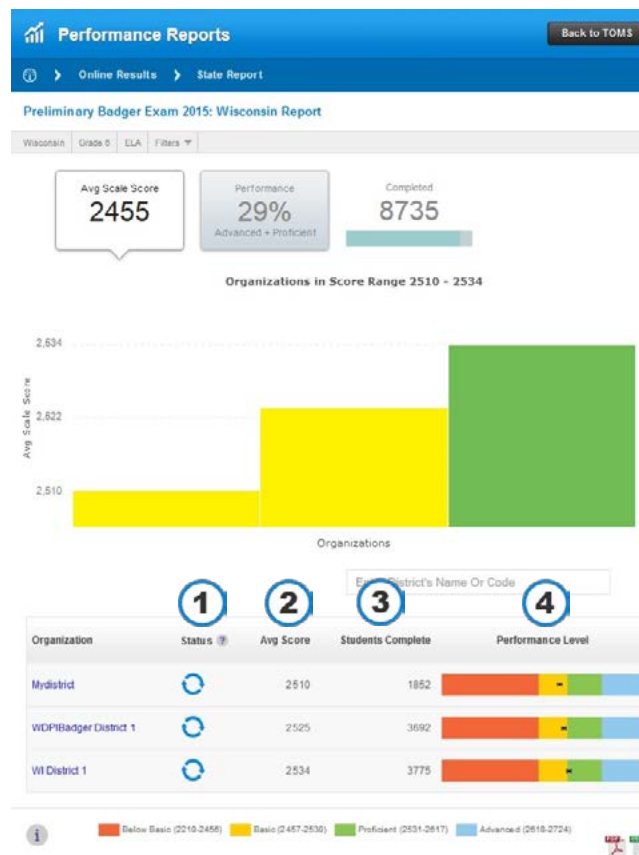 Performance Reports
Back to TOMS
Online Results > State Report
Preliminary Badger Exam 2015: Wisconsin Report
Wisconsin Grade 6 ELA Filters
Avg Scale Score
2455
Performance
29%
Advanced + Proficient
Completed
8735
Organizations in Score Range 2510 - 2534
Avg Scale Score
2,634
2,622
2,510
Organizations
District's Name Or Code
1 2 3 4
Organization Status ? Avg Score Students Complete Performance Level
Mydistrict 2510 1852
WDPIBadger District 1 2525 3692
WI District 1 2534 3775
i
Below Basic (2210-2456) Basic (2457-2530) Proficient (2531-2617) Advanced (2618-2724)
PDF